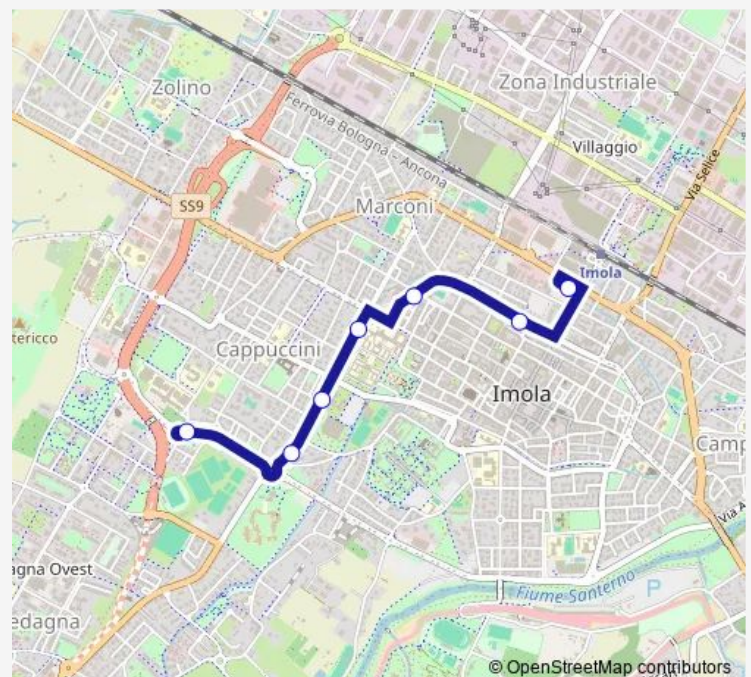 Zolino
Zona Industriale
Ferrovia Bologna - Ancona
Villaggio
Via Selice
SS9
Marconi
Imola
tericco
Cappuccini
Imola
Camp
Via A
agna Ovest
Fiume Santerno
P
edagna
© OpenStreetMap contributors